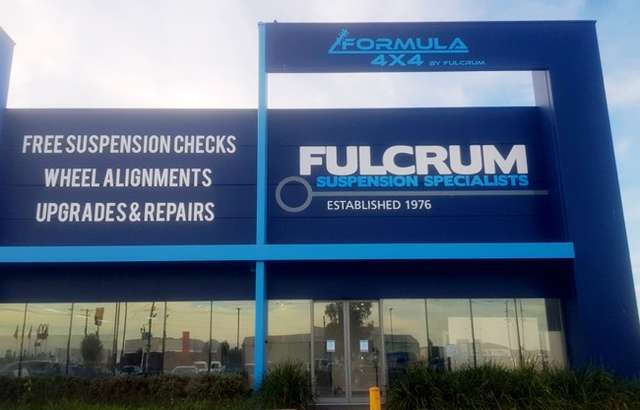 FORMULA
4X4 BY FULCRUM
FREE SUSPENSION CHECKS
WHEEL ALIGNMENTS
UPGRADES & REPAIRS
FULCRUM
SUSPENSION SPECIALISTS
ESTABLISHED 1976